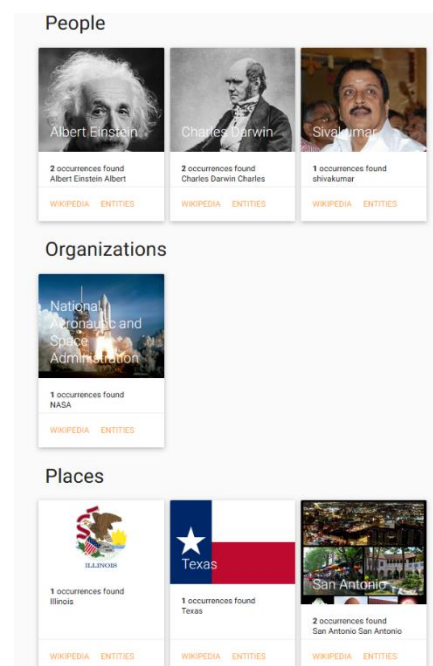 People
Albert Einstein
Charles Darwin
Sivakumar
2 occurrences found
Albert Einstein Albert
2 occurrences found
Charles Darwin Charles
1 occurrences found
shivakumar
WIKIPEDIA ENTITIES
WIKIPEDIA ENTITIES
WIKIPEDIA ENTITIES
Organizations
National
Aeronautic and
Space
Administration
1 occurrences found
NASA
WIKIPEDIA ENTITIES
Places
ILLINOIS
Texas
San Antonio
1 occurrences found
Illinois
1 occurrences found
Texas
2 occurrences found
San Antonio San Antonio
WIKIPEDIA ENTITIES
WIKIPEDIA ENTITIES
WIKIPEDIA ENTITIES